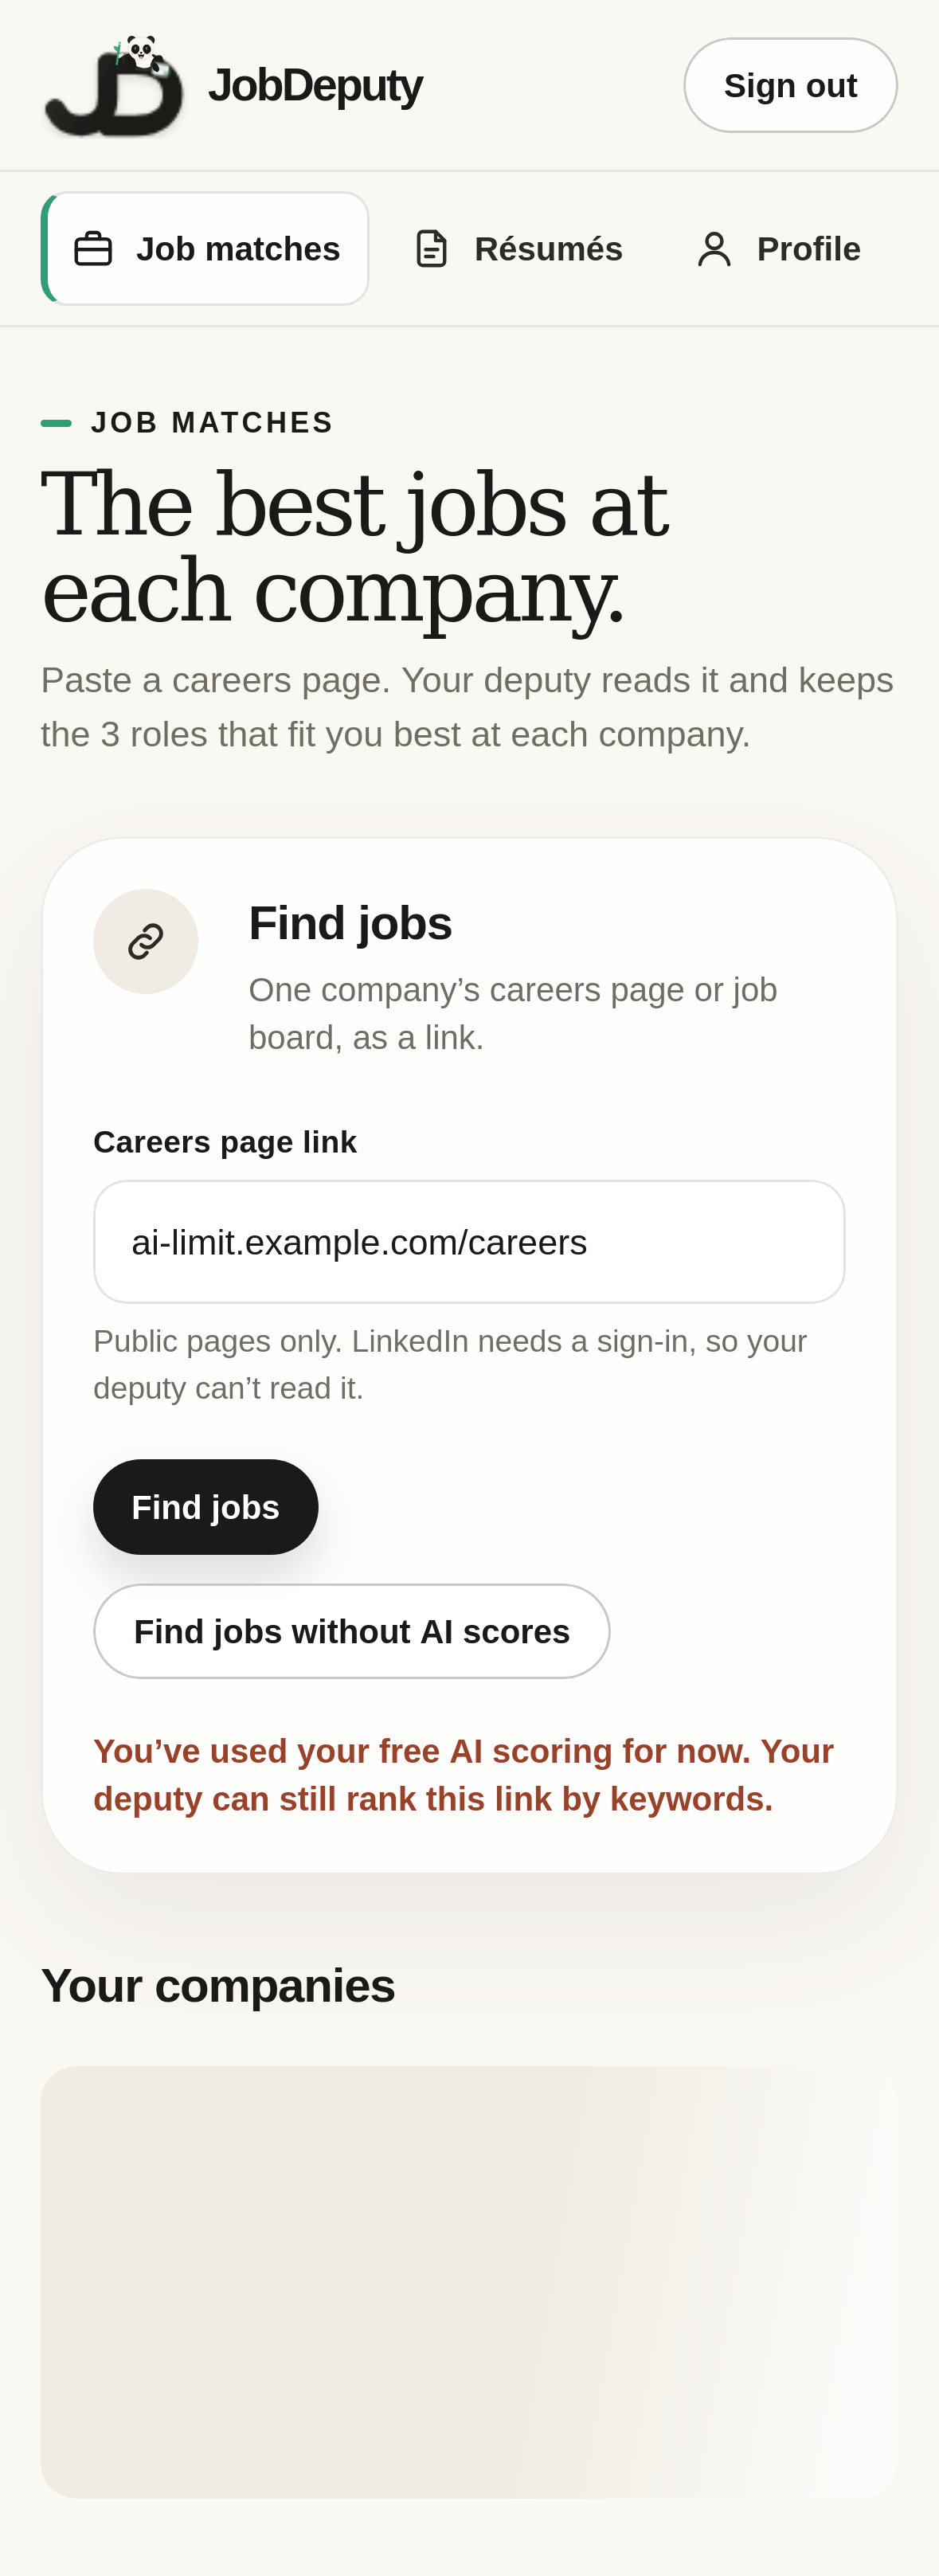 JD
JobDeputy
Sign out
Job matches
Résumés
Profile
JOB MATCHES
The best jobs at
each company.
Paste a careers page. Your deputy reads it and keeps
the 3 roles that fit you best at each company.
Find jobs
One company’s careers page or job
board, as a link.
Careers page link
ai-limit.example.com/careers
Public pages only. LinkedIn needs a sign-in, so your
deputy can’t read it.
Find jobs
Find jobs without AI scores
You’ve used your free AI scoring for now. Your
deputy can still rank this link by keywords.
Your companies